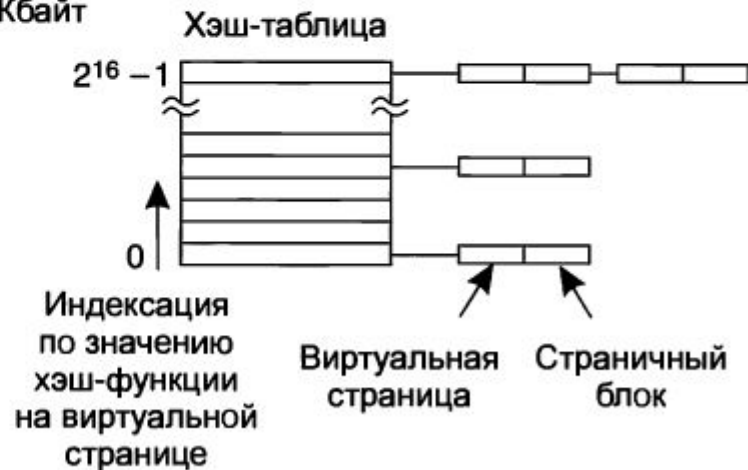 Кбайт
Хэш-таблица
2¹⁶ – 1
0
Индексация
по значению
хэш-функции
на виртуальной
странице
Виртуальная
страница
Страничный
блок